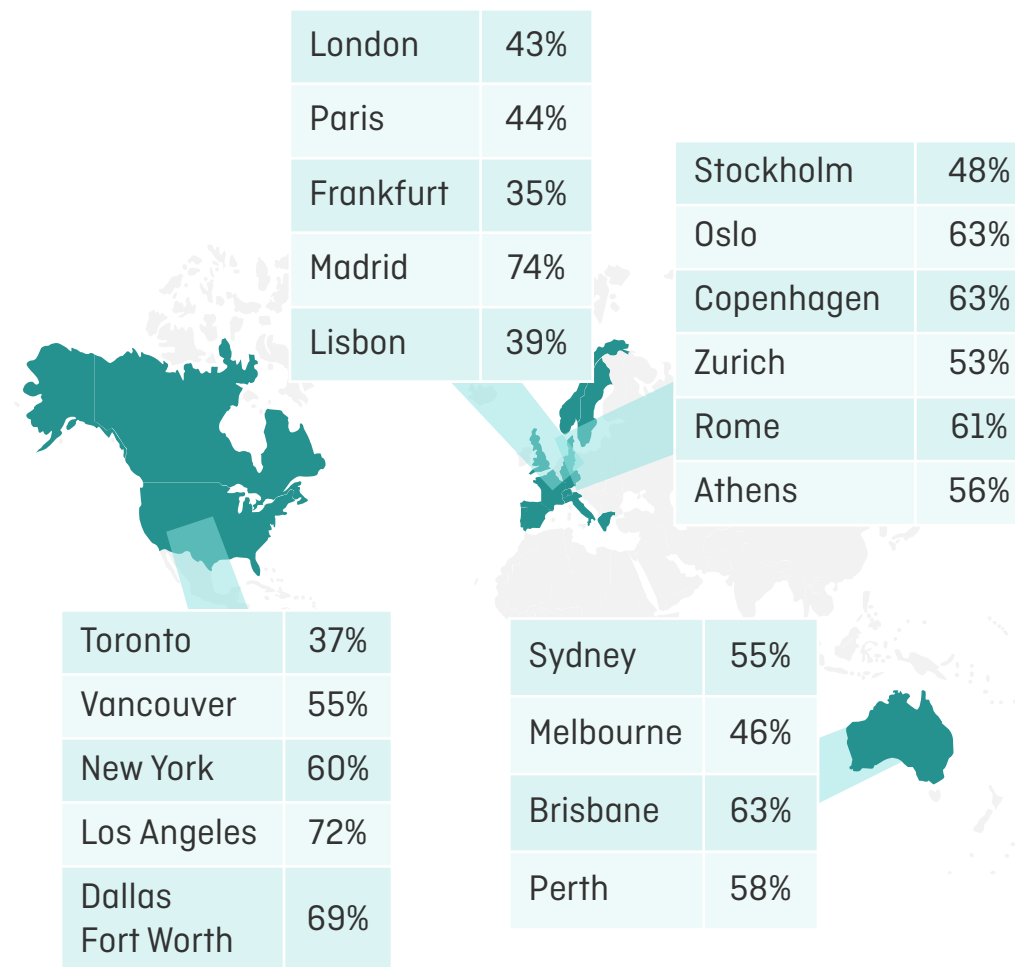 London 43%
Paris 44%
Frankfurt 35%
Madrid 74%
Lisbon 39%
Stockholm 48%
Oslo 63%
Copenhagen 63%
Zurich 53%
Rome 61%
Athens 56%
Toronto 37%
Vancouver 55%
New York 60%
Los Angeles 72%
Dallas
Fort Worth 69%
Sydney 55%
Melbourne 46%
Brisbane 63%
Perth 58%